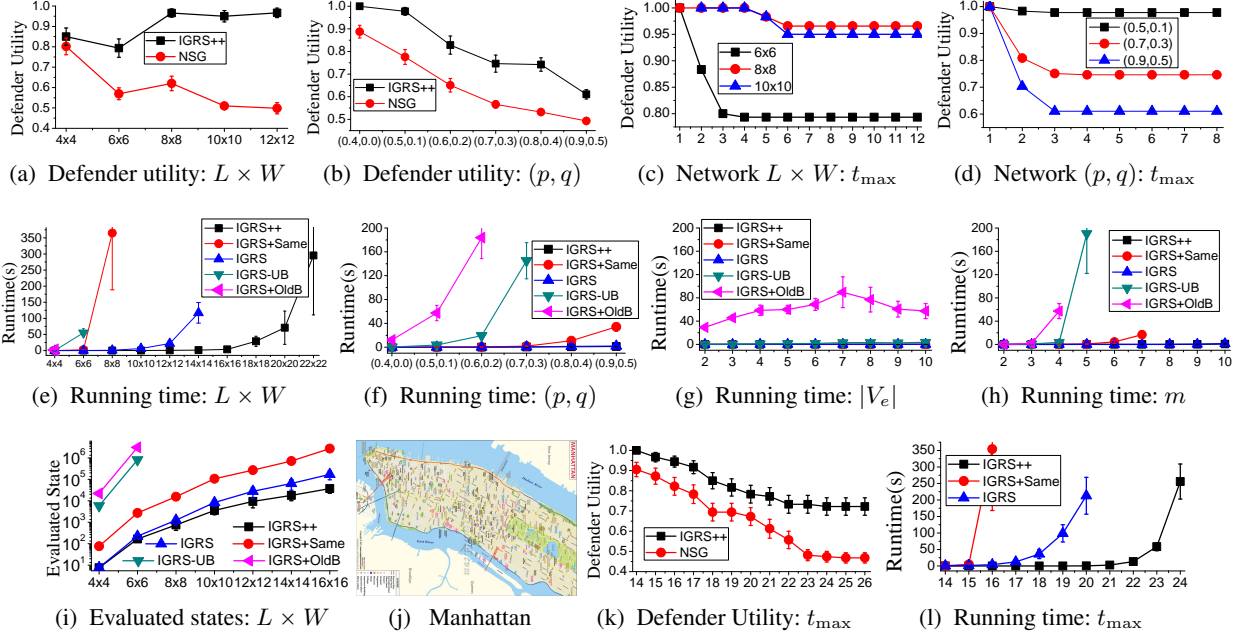 Defender Utility
1.0
0.9
0.8
0.7
0.6
0.5
0.4
IGRS++
NSG
4x4 6x6 8x8 10x10 12x12
(a) Defender utility: L × W
Defender Utility
1.0
0.9
0.8
0.7
0.6
0.5
IGRS++
NSG
(0.4,0.0) (0.5,0.1) (0.6,0.2) (0.7,0.3) (0.8,0.4) (0.9,0.5)
(b) Defender utility: (p, q)
Defender Utility
1.00
0.95
0.90
0.85
0.80
6x6
8x8
10x10
1 2 3 4 5 6 7 8 9 10 11 12
(c) Network L × W: tmax
Defender Utility
1.0
0.9
0.8
0.7
0.6
(0.5,0.1)
(0.7,0.3)
(0.9,0.5)
1 2 3 4 5 6 7 8
(d) Network (p, q): tmax
Runtime(s)
350
300
250
200
150
100
50
0
IGRS++
IGRS+Same
IGRS
IGRS-UB
IGRS+OldB
4x4 6x6 8x8 10x10 12x12 14x14 16x16 18x18 20x20 22x22
(e) Running time: L × W
Runtime(s)
200
160
120
80
40
0
IGRS++
IGRS+Same
IGRS
IGRS-UB
IGRS+OldB
(0.4,0.0) (0.5,0.1) (0.6,0.2) (0.7,0.3) (0.8,0.4) (0.9,0.5)
(f) Running time: (p, q)
Runtime(s)
200
160
120
80
40
0
IGRS++
IGRS+Same
IGRS
IGRS-UB
IGRS+OldB
2 3 4 5 6 7 8 9 10
(g) Running time: |Ve|
Rumtime(s)
200
160
120
80
40
0
IGRS++
IGRS+Same
IGRS
IGRS-UB
IGRS+OldB
1 2 3 4 5 6 7 8 9 10
(h) Running time: m
Evaluated State
10^6
10^5
10^4
10^3
10^2
10^1
IGRS++ IGRS+Same
IGRS
IGRS-UB IGRS+OldB
4x4 6x6 8x8 10x10 12x12 14x14 16x16
(i) Evaluated states: L × W
MANHATTAN
(j) Manhattan
Defender Utility
1.0
0.9
0.8
0.7
0.6
0.5
0.4
IGRS++
NSG
14 15 16 17 18 19 20 21 22 23 24 25 26
(k) Defender Utility: tmax
Runtime(s)
350
300
250
200
150
100
50
0
IGRS++
IGRS+Same
IGRS
14 15 16 17 18 19 20 21 22 23 24
(l) Running time: tmax